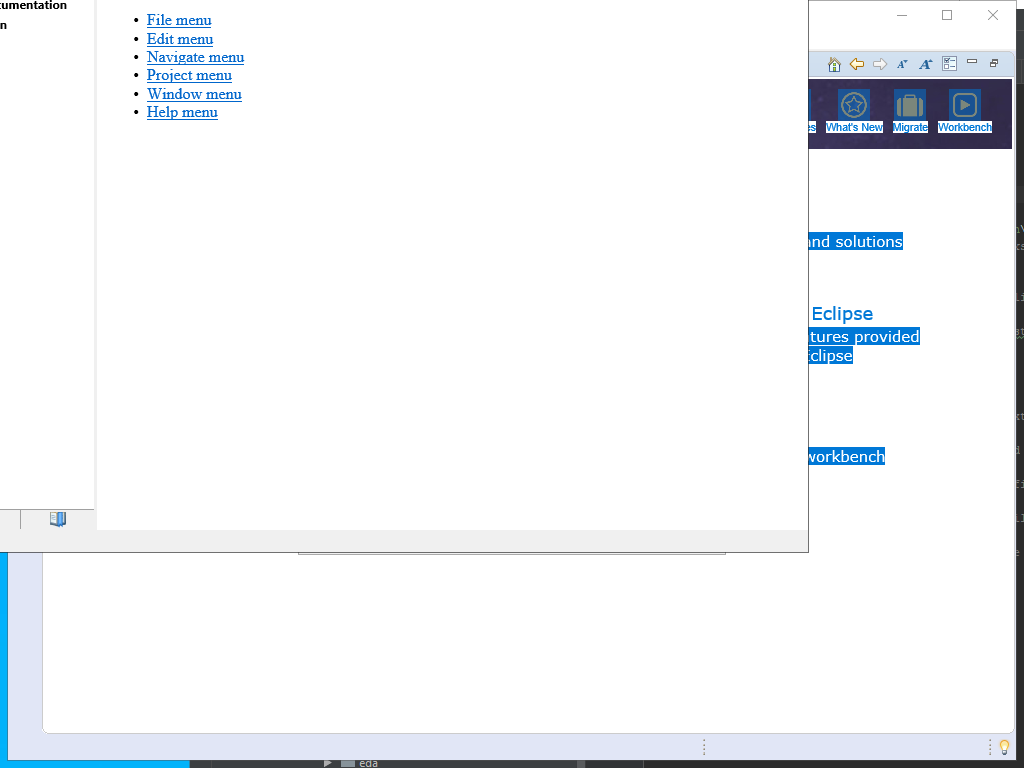 umentation
n
File menu
Edit menu
Navigate menu
Project menu
Window menu
Help menu
es
What's New
Migrate
Workbench
and solutions
Eclipse
tures provided
Eclipse
workbench
eda